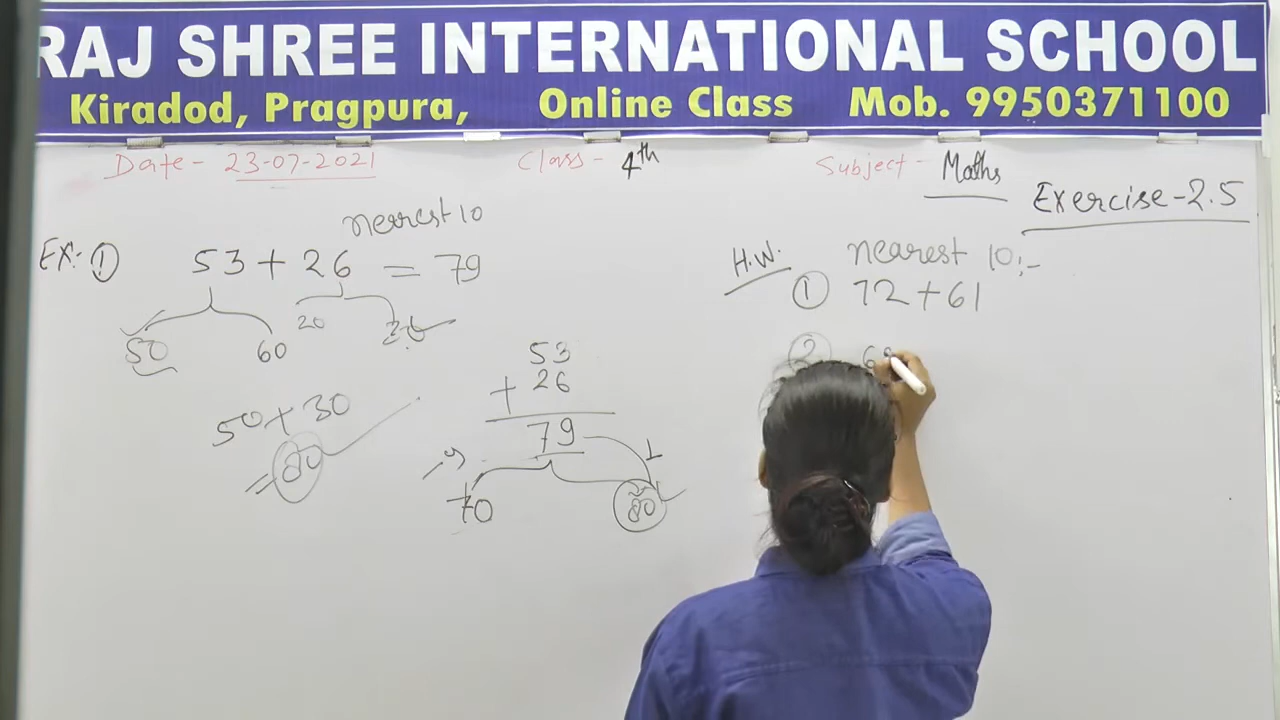 RAJ SHREE INTERNATIONAL SCHOOL
Kiradod, Pragpura, Online Class Mob. 9950371100
Date- 23-07-2021 Class- 4th Subject- Maths
Exercise-2.5
nearest 10
EX:- ① 53 + 26 = 79
50 60 20
50 + 30
= 80
53
+ 26
79
70 80
H.W. nearest 10:-
① 72 + 61
②